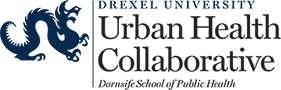 DREXEL UNIVERSITY
Urban Health
Collaborative
Dornsife School of Public Health